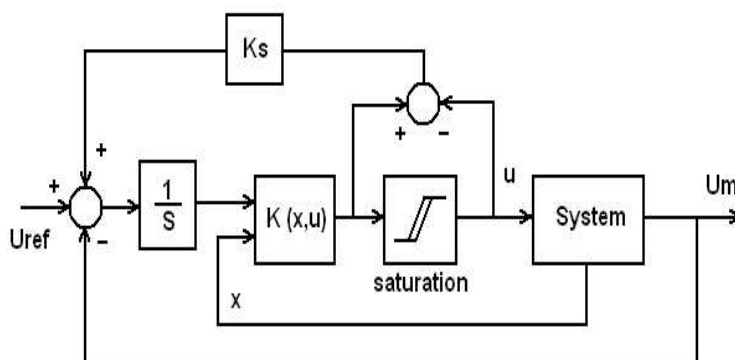 Ks
+
+
−
+
Uref
−
1
S
K (x,u)
saturation
u
System
Um
x